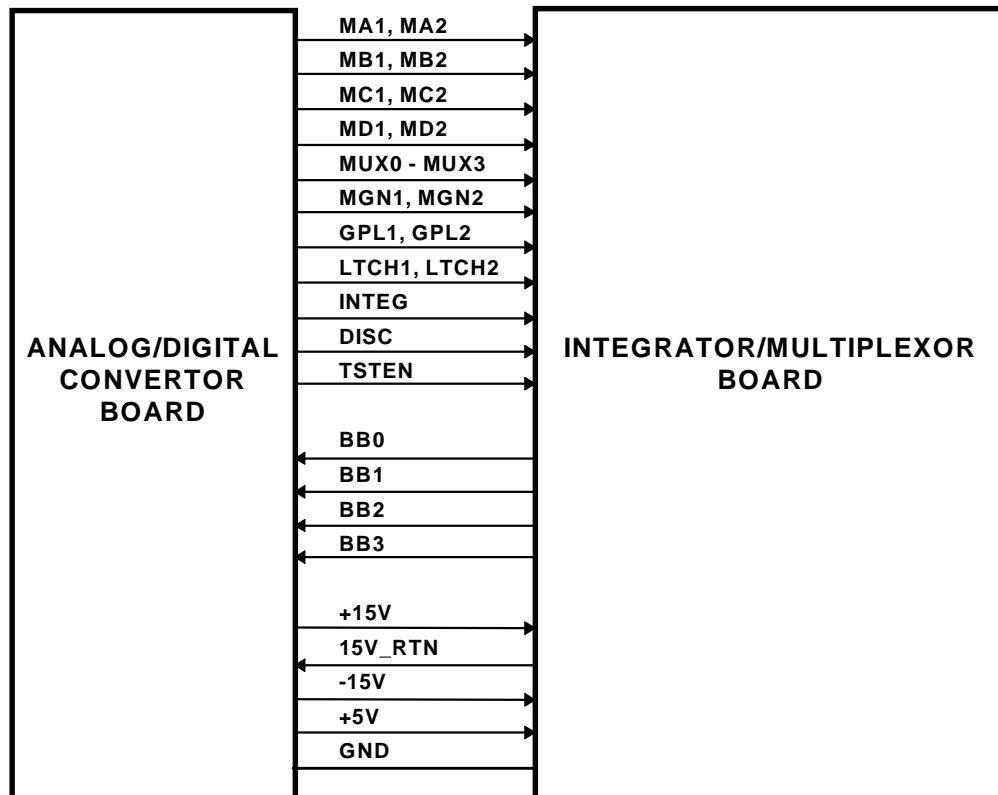 MA1, MA2
MB1, MB2
MC1, MC2
MD1, MD2
MUX0 - MUX3
MGN1, MGN2
GPL1, GPL2
LTCH1, LTCH2
INTEG
DISC
TSTEN
ANALOG/DIGITAL
CONVERTOR
BOARD
INTEGRATOR/MULTIPLEXOR
BOARD
BB0
BB1
BB2
BB3
+15V
15V_RTN
-15V
+5V
GND